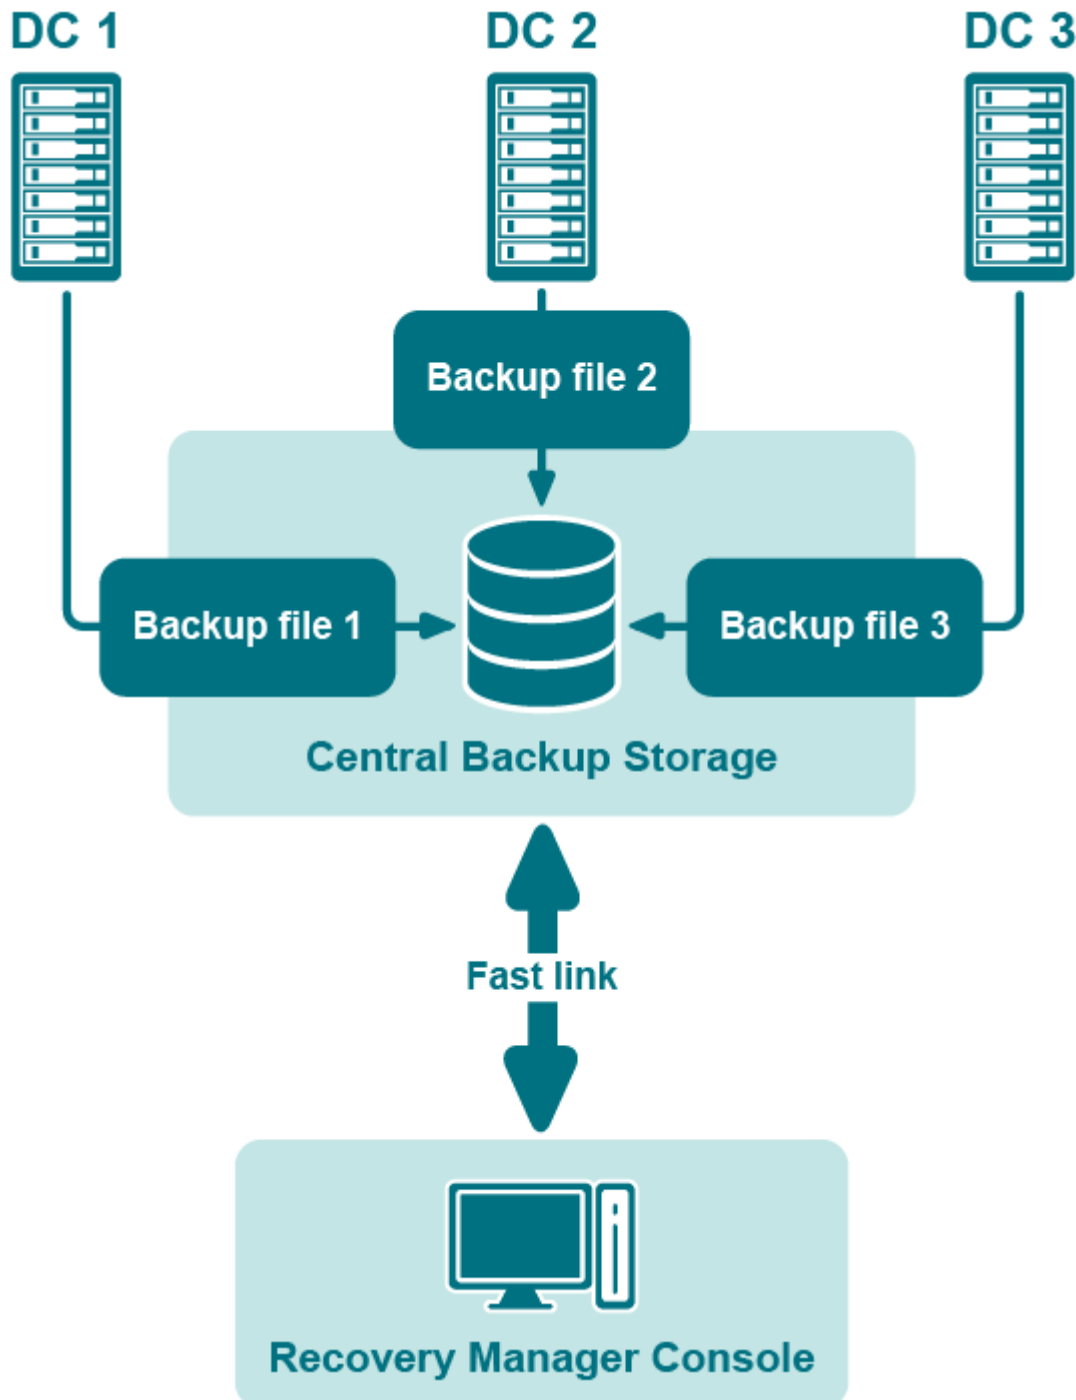 DC 1
DC 2
DC 3
Backup file 2
Backup file 1
Backup file 3
Central Backup Storage
Fast link
Recovery Manager Console